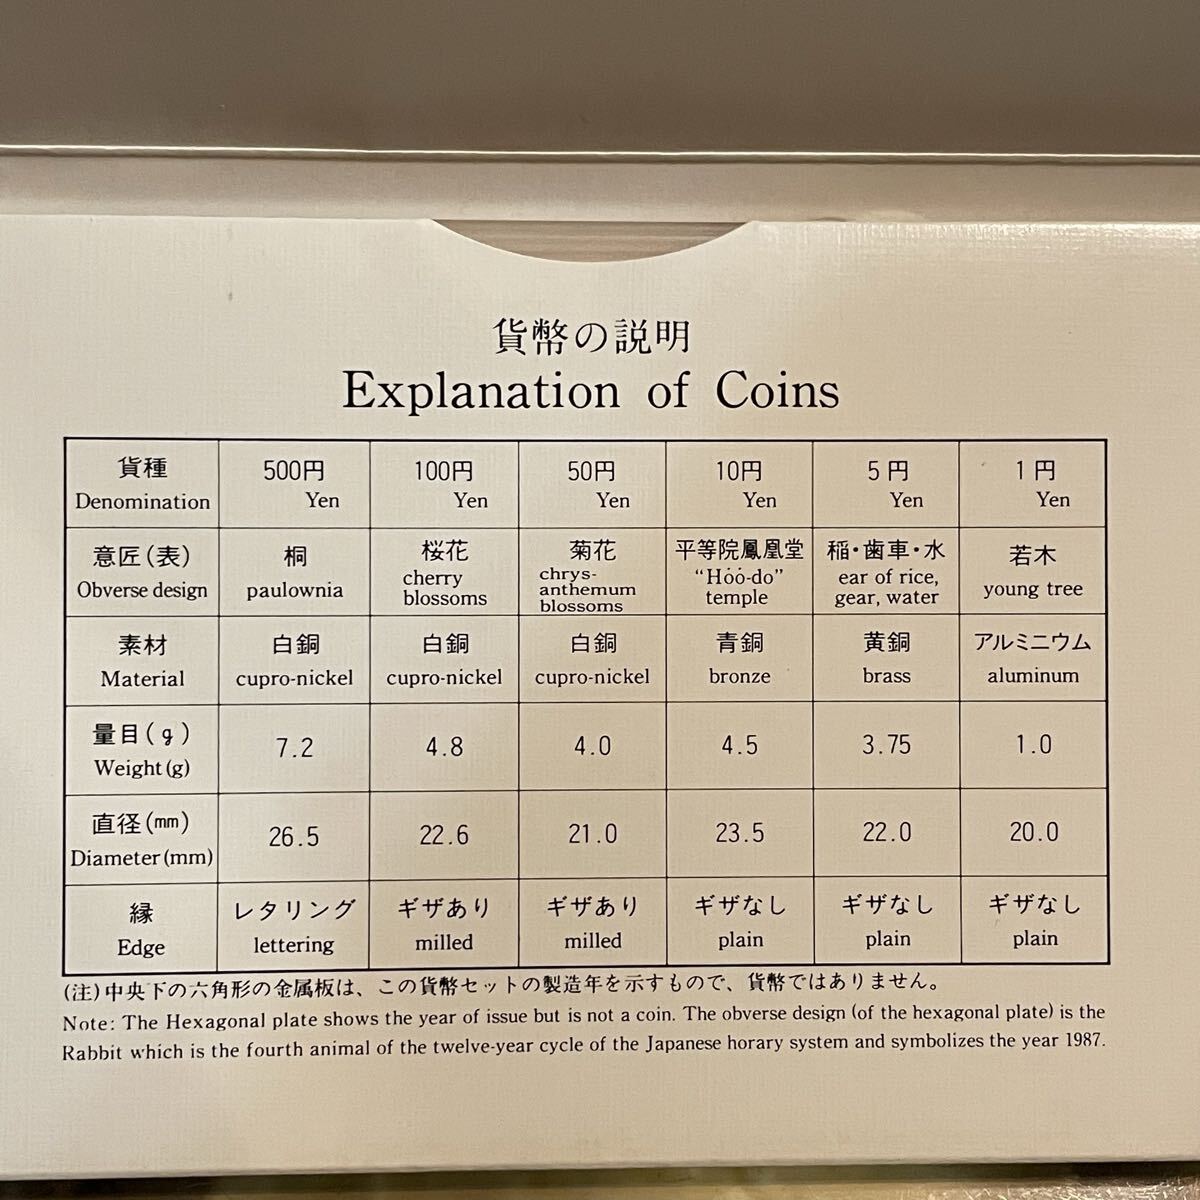 貨幣の説明
Explanation of Coins
貨種 500円 100円 50円 10円 5円 1円
Denomination Yen Yen Yen Yen Yen Yen
意匠(表) 桐 桜花 菊花 平等院鳳凰堂 稲・歯車・水 若木
Obverse design paulownia cherry blossoms chrys-anthemum blossoms “Hóó-do” temple ear of rice, gear, water young tree
素材 白銅 白銅 白銅 青銅 黄銅 アルミニウム
Material cupro-nickel cupro-nickel cupro-nickel bronze brass aluminum
量目(g) 7.2 4.8 4.0 4.5 3.75 1.0
Weight (g)
直径(㎜) 26.5 22.6 21.0 23.5 22.0 20.0
Diameter (mm)
縁 レタリング ギザあり ギザあり ギザなし ギザなし ギザなし
Edge lettering milled milled plain plain plain
(注)中央下の六角形の金属板は、この貨幣セットの製造年を示すもので、貨幣ではありません。
Note: The Hexagonal plate shows the year of issue but is not a coin. The obverse design (of the hexagonal plate) is the
Rabbit which is the fourth animal of the twelve-year cycle of the Japanese horary system and symbolizes the year 1987.